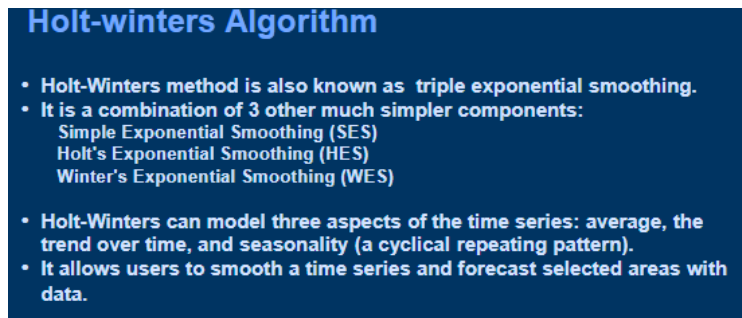 Holt-winters Algorithm
• Holt-Winters method is also known as triple exponential smoothing.
• It is a combination of 3 other much simpler components:
Simple Exponential Smoothing (SES)
Holt's Exponential Smoothing (HES)
Winter's Exponential Smoothing (WES)
• Holt-Winters can model three aspects of the time series: average, the
trend over time, and seasonality (a cyclical repeating pattern).
• It allows users to smooth a time series and forecast selected areas with
data.